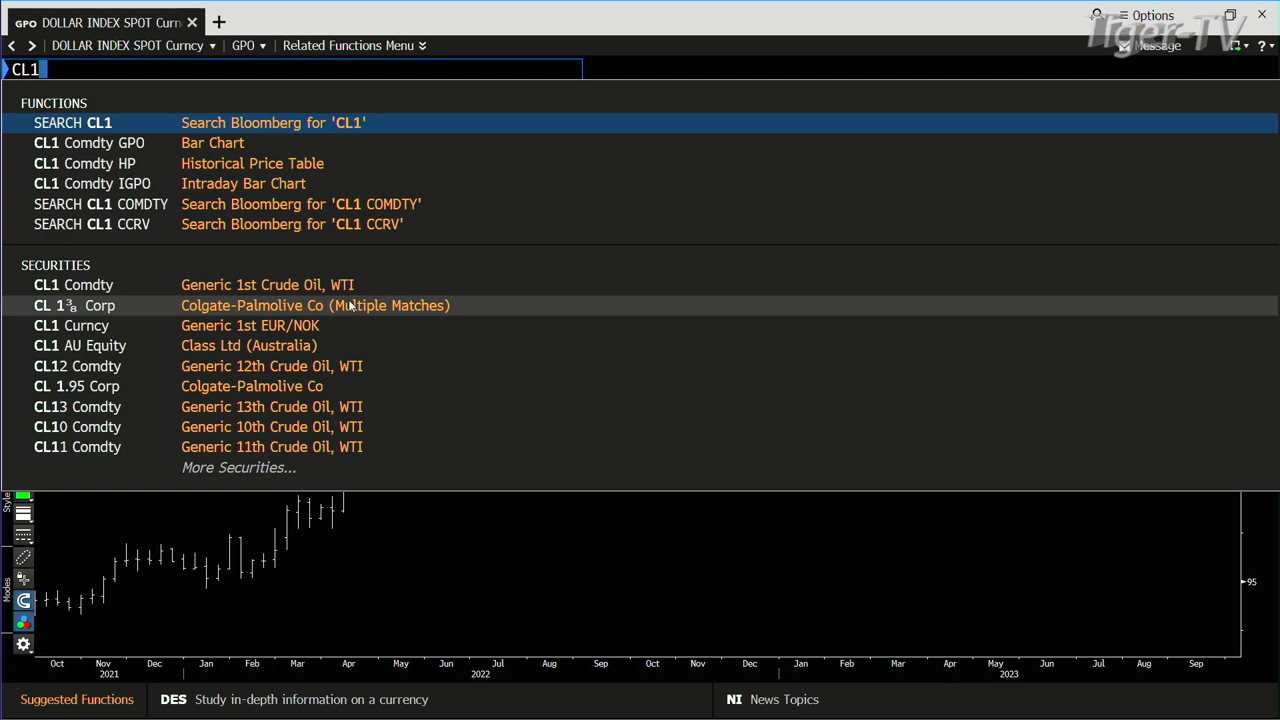 GPO DOLLAR INDEX SPOT Curn
Options
DOLLAR INDEX SPOT Curncy GPO Related Functions Menu
Message
Tiger-TV
CL1
FUNCTIONS
SEARCH CL1 Search Bloomberg for 'CL1'
CL1 Comdty GPO Bar Chart
CL1 Comdty HP Historical Price Table
CL1 Comdty IGPO Intraday Bar Chart
SEARCH CL1 COMDTY Search Bloomberg for 'CL1 COMDTY'
SEARCH CL1 CCRV Search Bloomberg for 'CL1 CCRV'
SECURITIES
CL1 Comdty Generic 1st Crude Oil, WTI
CL 1⅜ Corp Colgate-Palmolive Co (Multiple Matches)
CL1 Curncy Generic 1st EUR/NOK
CL1 AU Equity Class Ltd (Australia)
CL12 Comdty Generic 12th Crude Oil, WTI
CL 1.95 Corp Colgate-Palmolive Co
CL13 Comdty Generic 13th Crude Oil, WTI
CL10 Comdty Generic 10th Crude Oil, WTI
CL11 Comdty Generic 11th Crude Oil, WTI
More Securities...
Style
Modes
95
Oct Nov Dec Jan Feb Mar Apr May Jun Jul Aug Sep Oct Nov Dec Jan Feb Mar Apr May Jun Jul Aug Sep
2021 2022 2023
Suggested Functions DES Study in-depth information on a currency NI News Topics